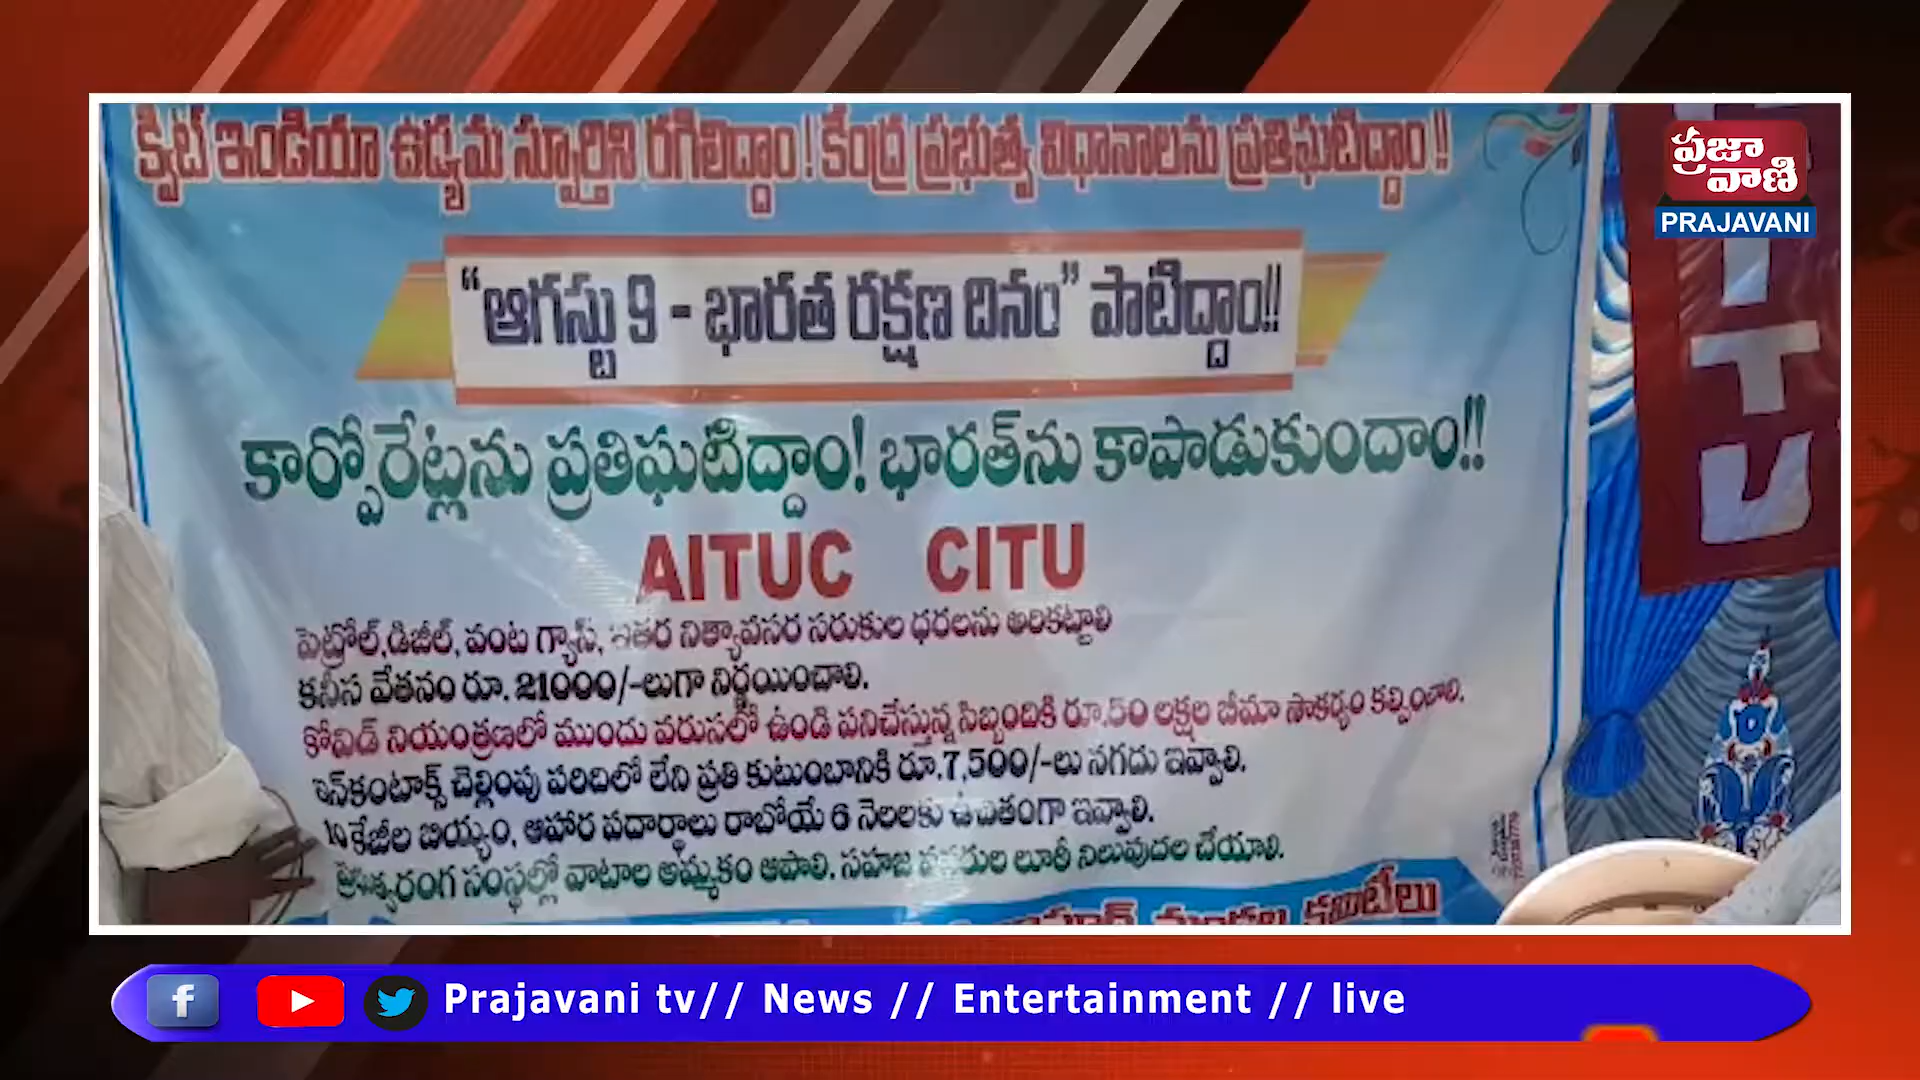 క్విట్ ఇండియా ఉద్యమ స్ఫూర్తిని రగిలిద్దాం ! కేంద్ర ప్రభుత్వ విధానాలను ప్రతిఘటిద్దాం !!
ప్రజా
వాణి
PRAJAVANI
"ఆగస్టు 9 - భారత రక్షణ దినం" పాటిద్దాం!!
కార్పోరేట్లను ప్రతిఘటిద్దాం! భారత్‌ను కాపాడుకుందాం!!
AITUC CITU
పెట్రోల్,డిజిల్, వంట గ్యాస్, ఇతర నిత్యావసర సరుకుల ధరలను అరికట్టాలి
కనీస వేతనం రూ. 21000/-లుగా నిర్ణయించాలి.
కోవిడ్ నియంత్రణలో ముందు వరుసలో ఉండి పనిచేస్తున్న సిబ్బందికి రూ.50 లక్షల బీమా సౌకర్యం కల్పించాలి.
ఇన్‌కంటాక్స్ చెల్లింపు పరిదిలో లేని ప్రతి కుటుంబానికి రూ.7,500/-లు నగదు ఇవ్వాలి.
10 కేజీల బియ్యం, ఆహార పదార్థాలు రాబోయే 6 నెలలకు ఉచితంగా ఇవ్వాలి.
సంస్థల్లో వాటాల అమ్మకం ఆపాలి. సహజ వనరుల లూఠీ నిలుపుదల చేయాలి.
మండల కమిటీలు
ITU
Prajavani tv// News // Entertainment // live